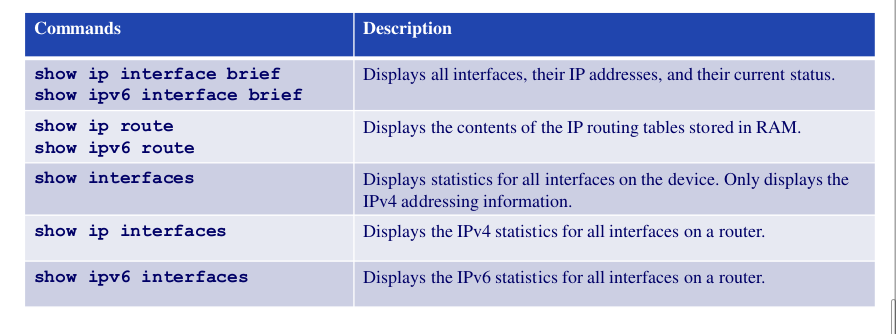 Commands
Description
show ip interface brief
show ipv6 interface brief
Displays all interfaces, their IP addresses, and their current status.
show ip route
show ipv6 route
Displays the contents of the IP routing tables stored in RAM.
show interfaces
Displays statistics for all interfaces on the device. Only displays the
IPv4 addressing information.
show ip interfaces
Displays the IPv4 statistics for all interfaces on a router.
show ipv6 interfaces
Displays the IPv6 statistics for all interfaces on a router.